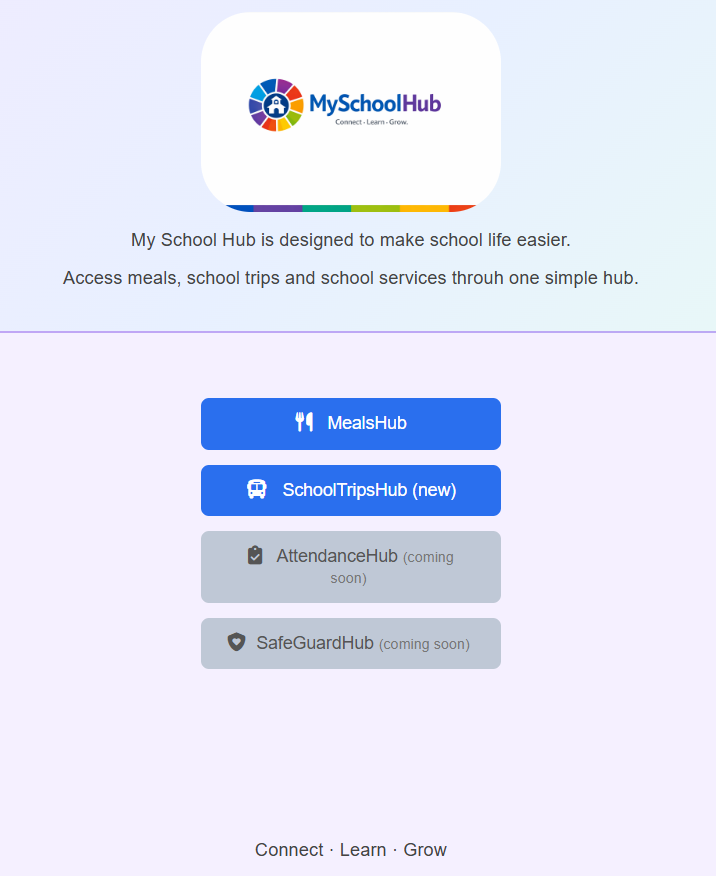 MySchoolHub
Connect · Learn · Grow.
My School Hub is designed to make school life easier.
Access meals, school trips and school services throuh one simple hub.
MealsHub
SchoolTripsHub (new)
AttendanceHub (coming
soon)
SafeGuardHub (coming soon)
Connect · Learn · Grow